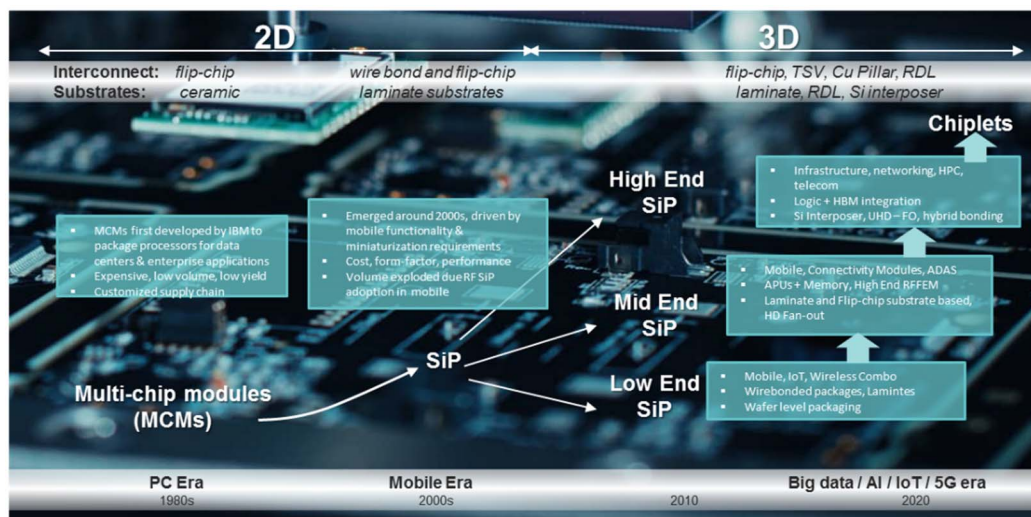 2D
3D
Interconnect: flip-chip
wire bond and flip-chip
flip-chip, TSV, Cu Pillar, RDL
Substrates: ceramic
laminate substrates
laminate, RDL, Si interposer
Chiplets
High End
SiP
▪ Infrastructure, networking, HPC,
telecom
▪ Logic + HBM integration
▪ Si Interposer, UHD – FO, hybrid bonding
▪ MCMs first developed by IBM to
package processors for data
centers & enterprise applications
▪ Expensive, low volume, low yield
▪ Customized supply chain
▪ Emerged around 2000s, driven by
mobile functionality &
miniaturization requirements
▪ Cost, form-factor, performance
▪ Volume exploded due RF SiP
adoption in mobile
Mid End
SiP
▪ Mobile, Connectivity Modules, ADAS
▪ APUs + Memory, High End RFFEM
▪ Laminate and Flip-chip substrate based,
HD Fan-out
Multi-chip modules
(MCMs)
SiP
Low End
SiP
▪ Mobile, IoT, Wireless Combo
▪ Wirebonded packages, Lamintes
▪ Wafer level packaging
PC Era
1980s
Mobile Era
2000s
2010
Big data / AI / IoT / 5G era
2020